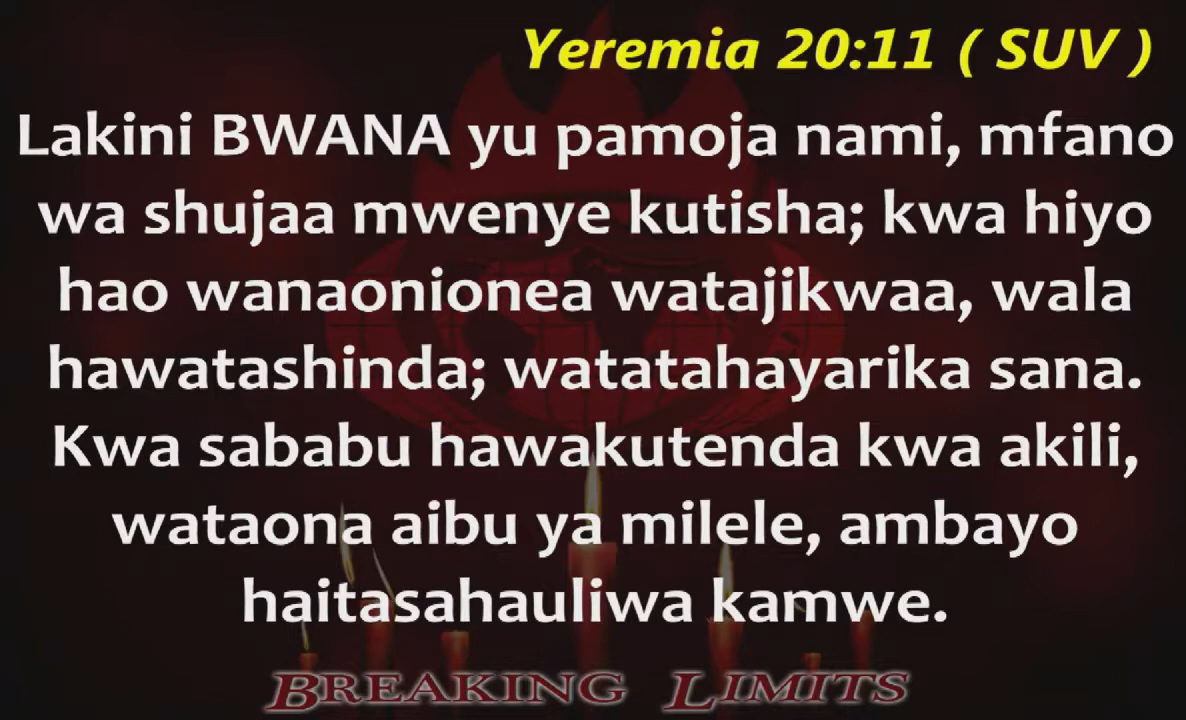 Yeremia 20:11 ( SUV )
Lakini BWANA yu pamoja nami, mfano
wa shujaa mwenye kutisha; kwa hiyo
hao wanaonionea watajikwaa, wala
hawatashinda; watatahayarika sana.
Kwa sababu hawakutenda kwa akili,
wataona aibu ya milele, ambayo
haitasahauliwa kamwe.
BREAKING LIMITS